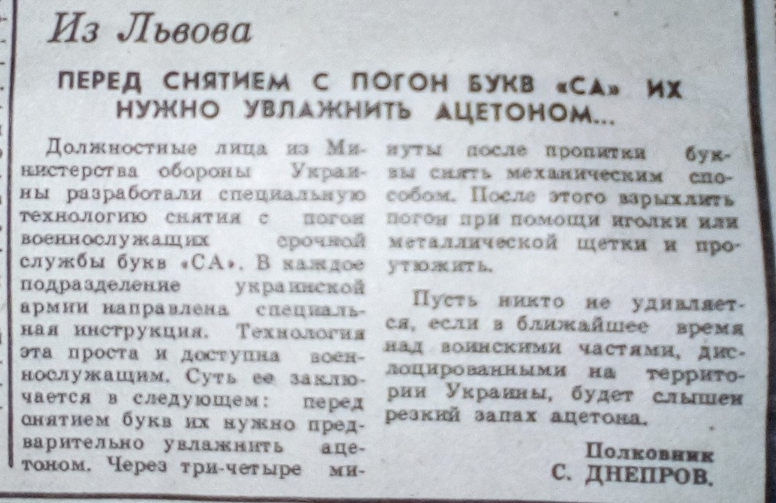 Из Львова
ПЕРЕД СНЯТИЕМ С ПОГОН БУКВ «СА» ИХ
НУЖНО УВЛАЖНИТЬ АЦЕТОНОМ...
Должностные лица из Ми-
нистерства обороны Украи-
ны разработали специальную
технологию снятия с погон
военнослужащих срочной
службы букв «СА». В каждое
подразделение украинской
армии направлена специаль-
ная инструкция. Технология
эта проста и доступна воен-
нослужащим. Суть ее заклю-
чается в следующем: перед
снятием букв их нужно пред-
варительно увлажнить аце-
тоном. Через три-четыре ми-
нуты после пропитки бук-
вы снять механическим спо-
собом. После этого взрыхлить
погон при помощи иголки или
металлической щетки и про-
утюжить.
Пусть никто не удивляет-
ся, если в ближайшее время
над воинскими частями, дис-
лоцированными на террито-
рии Украины, будет слышен
резкий запах ацетона.
Полковник
С. ДНЕПРОВ.